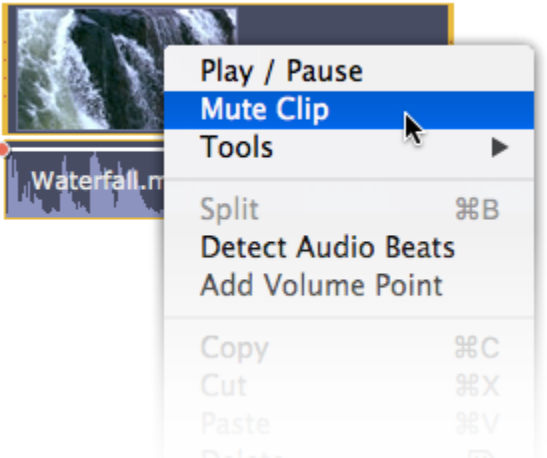 Play / Pause
Mute Clip
Waterfall.m
Tools
Split ⌘B
Detect Audio Beats
Add Volume Point
Copy ⌘C
Cut ⌘X
Paste ⌘V